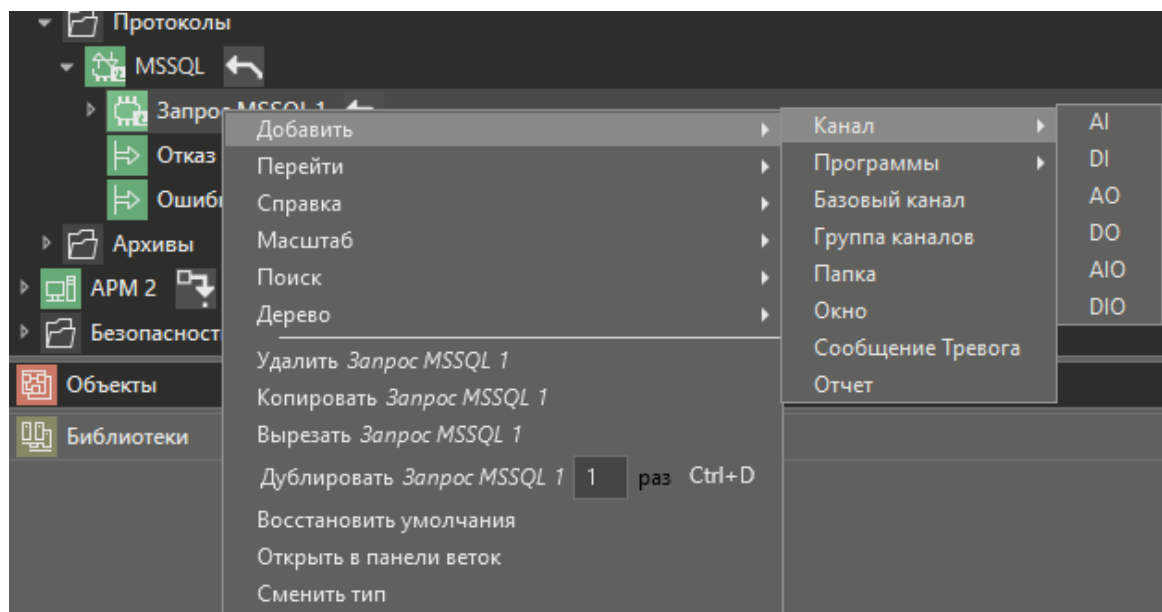 Протоколы
MSSQL
Запрос MSSQL 1
Отказ
Архивы
АРМ 2
Объекты
Библиотеки
Добавить
Перейти
Справка
Масштаб
Поиск
Дерево
Удалить Запрос MSSQL 1
Копировать Запрос MSSQL 1
Вырезать Запрос MSSQL 1
Дублировать Запрос MSSQL 1 1 раз Ctrl+D
Восстановить умолчания
Открыть в панели веток
Сменить тип
Канал
Программы
Базовый канал
Группа каналов
Папка
Окно
Сообщение Тревога
Отчет
AI
DI
AO
DO
AIO
DIO